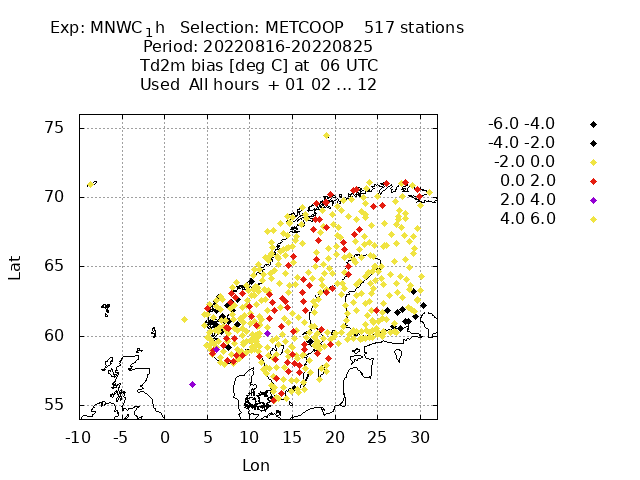 Exp: MNWC₁h Selection: METCOOP 517 stations
Period: 20220816-20220825
Td2m bias [deg C] at 06 UTC
Used All hours + 01 02 ... 12
-6.0 -4.0
-4.0 -2.0
-2.0 0.0
0.0 2.0
2.0 4.0
4.0 6.0
75
70
65
60
55
Lat
-10 -5 0 5 10 15 20 25 30
Lon